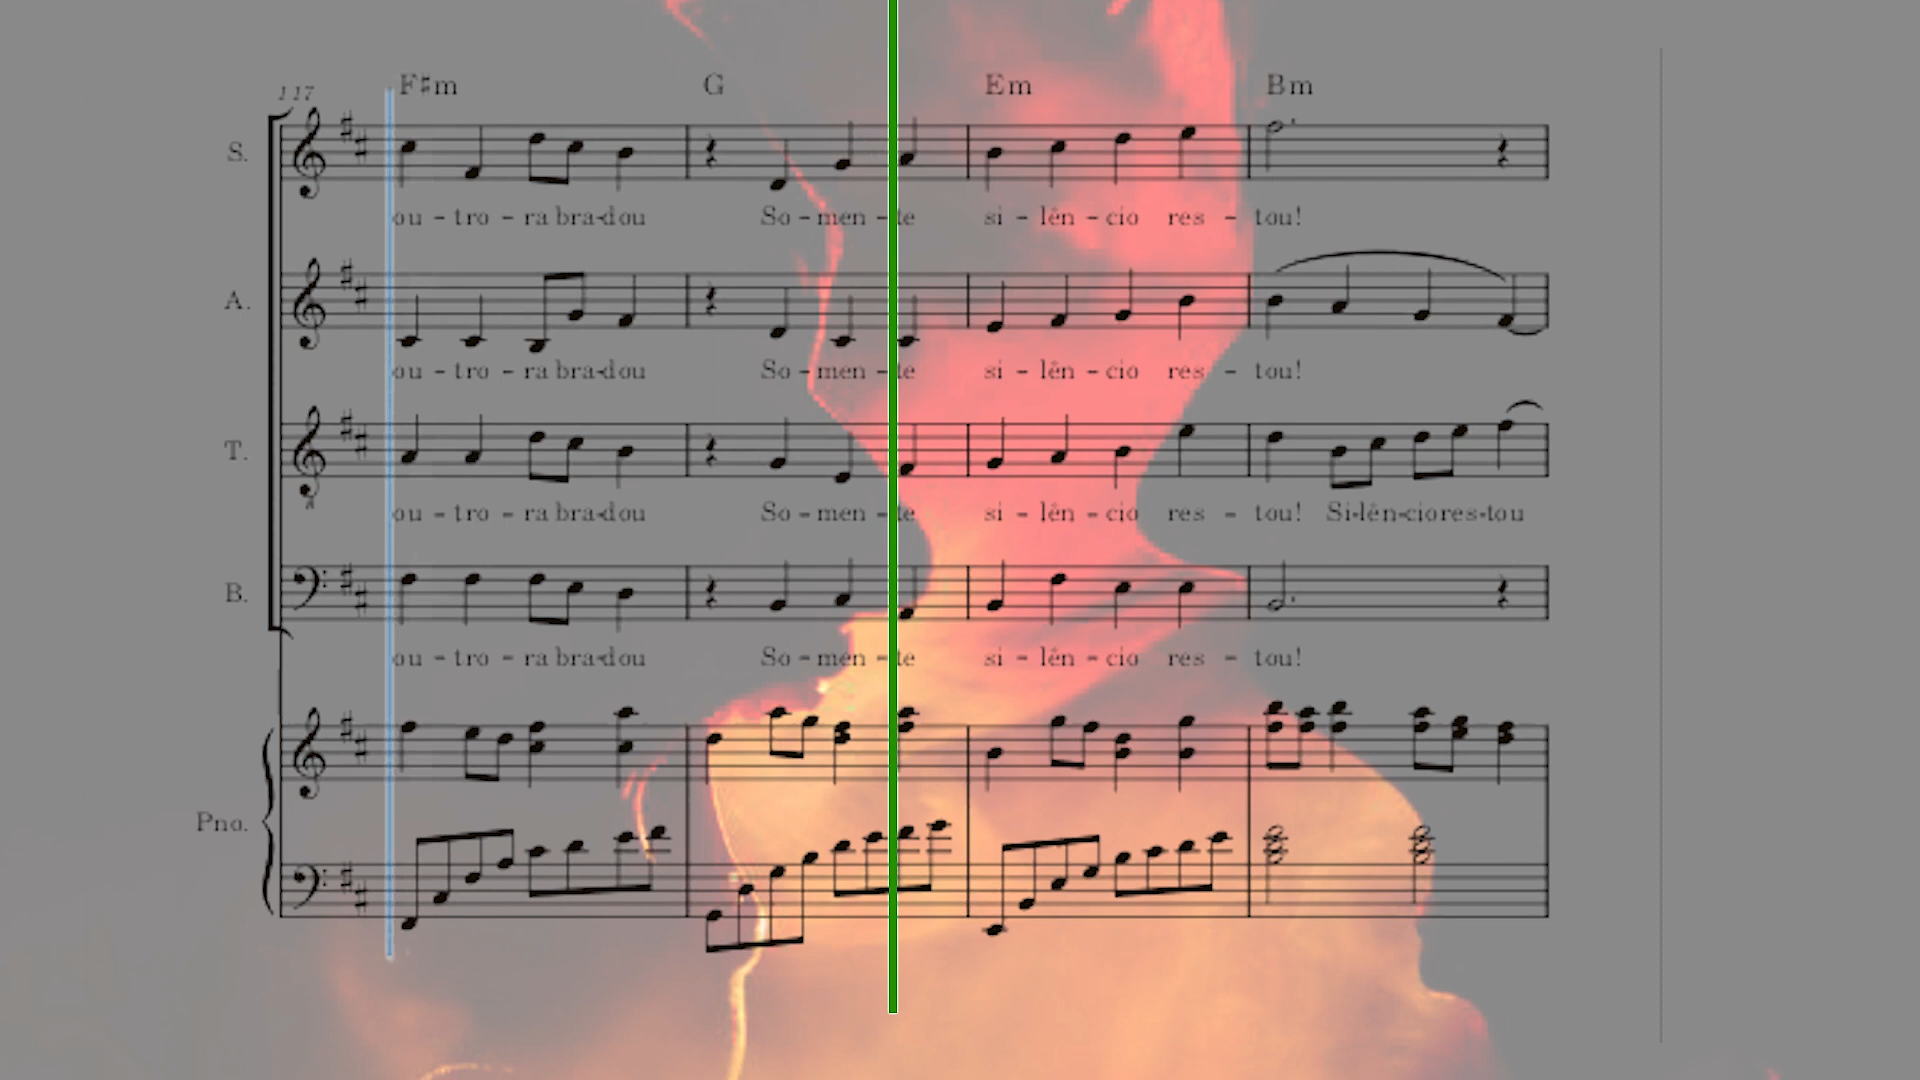 F♯m G Em Bm
117
S.
ou - tro - ra bra-dou So - men - te si - lên - cio res - tou!
A.
ou - tro - ra bra-dou So - men - te si - lên - cio res - tou!
T.
8
ou - tro - ra bra-dou So - men - te si - lên - cio res - tou! Si-lên-cio res-tou
B.
ou - tro - ra bra-dou So - men - te si - lên - cio res - tou!
Pno.